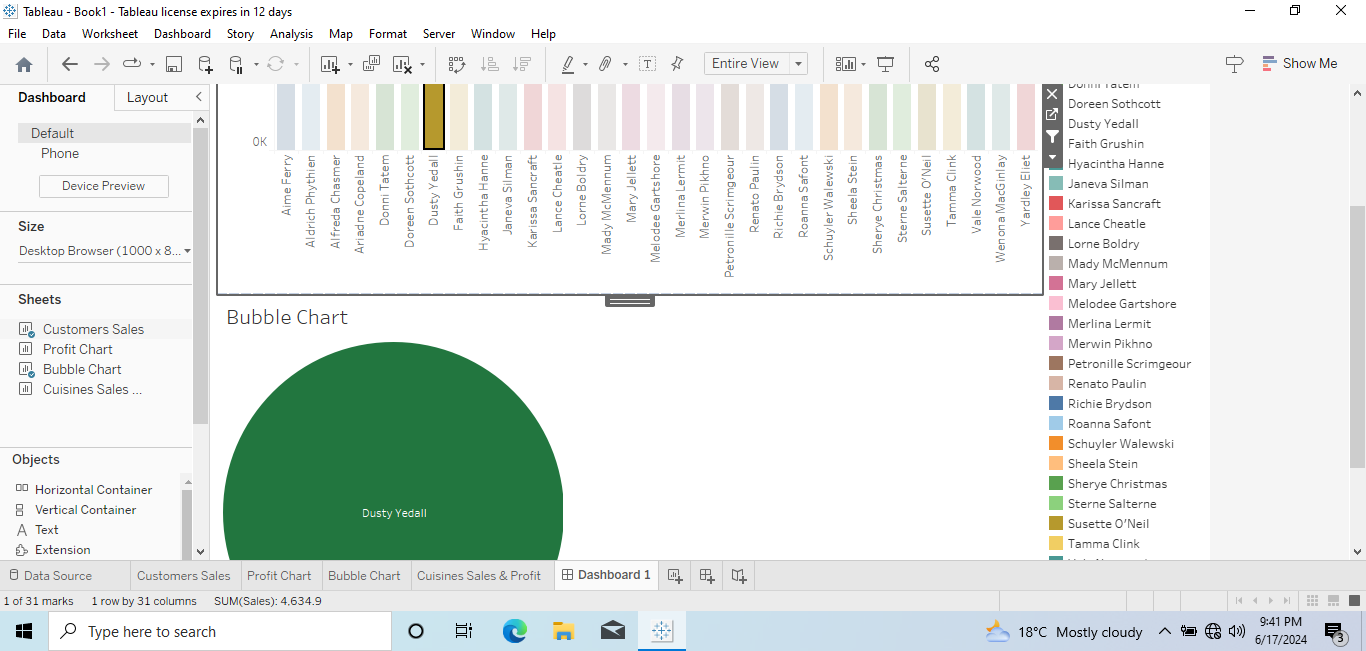 Tableau - Book1 - Tableau license expires in 12 days
File Data Worksheet Dashboard Story Analysis Map Format Server Window Help
Entire View
Show Me
Dashboard
Layout
Default
Phone
Device Preview
Size
Desktop Browser (1000 x 8...
Sheets
Customers Sales
Profit Chart
Bubble Chart
Cuisines Sales ...
Objects
Horizontal Container
Vertical Container
Text
Extension
0K
Aime Ferry
Aldrich Phythien
Alfreda Chasmer
Ariadne Copeland
Donni Tatem
Doreen Sothcott
Dusty Yedall
Faith Grushin
Hyacintha Hanne
Janeva Silman
Karissa Sancraft
Lance Cheatle
Lorne Boldry
Mady McMennum
Mary Jellett
Melodee Gartshore
Merlina Lermit
Merwin Pikhno
Petronille Scrimgeour
Renato Paulin
Richie Brydson
Roanna Safont
Schuyler Walewski
Sheela Stein
Sherye Christmas
Sterne Salterne
Susette O'Neil
Tamma Clink
Vale Norwood
Wenona MacGinlay
Yardley Elliet
Bubble Chart
Dusty Yedall
Donni Tatem
Doreen Sothcott
Dusty Yedall
Faith Grushin
Hyacintha Hanne
Janeva Silman
Karissa Sancraft
Lance Cheatle
Lorne Boldry
Mady McMennum
Mary Jellett
Melodee Gartshore
Merlina Lermit
Merwin Pikhno
Petronille Scrimgeour
Renato Paulin
Richie Brydson
Roanna Safont
Schuyler Walewski
Sheela Stein
Sherye Christmas
Sterne Salterne
Susette O'Neil
Tamma Clink
Data Source
Customers Sales
Profit Chart
Bubble Chart
Cuisines Sales & Profit
Dashboard 1
1 of 31 marks 1 row by 31 columns SUM(Sales): 4,634.9
Type here to search
18°C Mostly cloudy
9:41 PM
6/17/2024
3